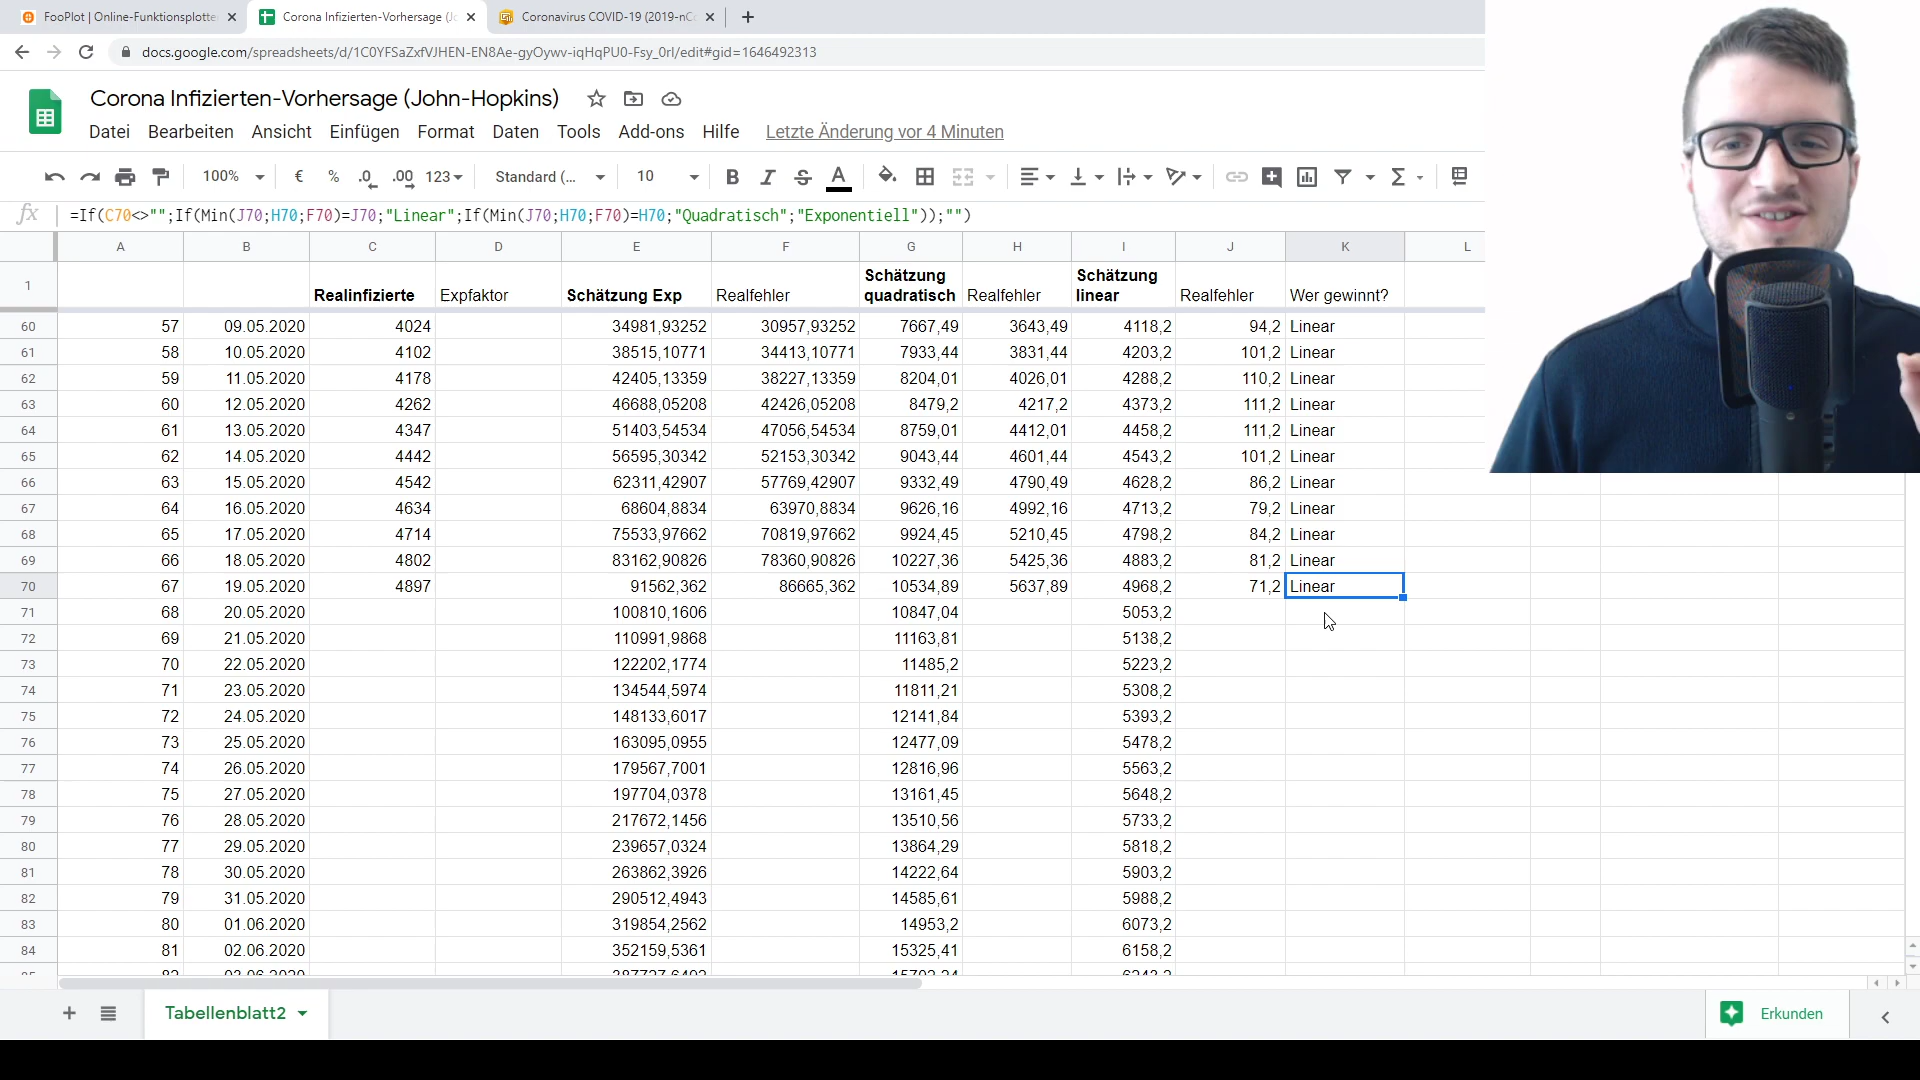 FooPlot | Online-Funktionsplotte
Corona Infizierten-Vorhersage (Jo
Coronavirus COVID-19 (2019-nC
docs.google.com/spreadsheets/d/1C0YFSaZxfVJHEN-EN8Ae-gyOywv-iqHqPU0-Fsy_0rI/edit#gid=1646492313
Corona Infizierten-Vorhersage (John-Hopkins)
Datei Bearbeiten Ansicht Einfügen Format Daten Tools Add-ons Hilfe Letzte Änderung vor 4 Minuten
100% € % .0 .00 123 Standard (... 10 B I S A Σ
fx =If(C70<>"";If(Min(J70;H70;F70)=J70;"Linear";If(Min(J70;H70;F70)=H70;"Quadratisch";"Exponentiell"));"")
A B C D E F G H I J K L
1 Realinfizierte Expfaktor Schätzung Exp Realfehler Schätzung quadratisch Realfehler Schätzung linear Realfehler Wer gewinnt?
60 57 09.05.2020 4024 34981,93252 30957,93252 7667,49 3643,49 4118,2 94,2 Linear
61 58 10.05.2020 4102 38515,10771 34413,10771 7933,44 3831,44 4203,2 101,2 Linear
62 59 11.05.2020 4178 42405,13359 38227,13359 8204,01 4026,01 4288,2 110,2 Linear
63 60 12.05.2020 4262 46688,05208 42426,05208 8479,2 4217,2 4373,2 111,2 Linear
64 61 13.05.2020 4347 51403,54534 47056,54534 8759,01 4412,01 4458,2 111,2 Linear
65 62 14.05.2020 4442 56595,30342 52153,30342 9043,44 4601,44 4543,2 101,2 Linear
66 63 15.05.2020 4542 62311,42907 57769,42907 9332,49 4790,49 4628,2 86,2 Linear
67 64 16.05.2020 4634 68604,8834 63970,8834 9626,16 4992,16 4713,2 79,2 Linear
68 65 17.05.2020 4714 75533,97662 70819,97662 9924,45 5210,45 4798,2 84,2 Linear
69 66 18.05.2020 4802 83162,90826 78360,90826 10227,36 5425,36 4883,2 81,2 Linear
70 67 19.05.2020 4897 91562,362 86665,362 10534,89 5637,89 4968,2 71,2 Linear
71 68 20.05.2020 100810,1606 10847,04 5053,2
72 69 21.05.2020 110991,9868 11163,81 5138,2
73 70 22.05.2020 122202,1774 11485,2 5223,2
74 71 23.05.2020 134544,5974 11811,21 5308,2
75 72 24.05.2020 148133,6017 12141,84 5393,2
76 73 25.05.2020 163095,0955 12477,09 5478,2
77 74 26.05.2020 179567,7001 12816,96 5563,2
78 75 27.05.2020 197704,0378 13161,45 5648,2
79 76 28.05.2020 217672,1456 13510,56 5733,2
80 77 29.05.2020 239657,0324 13864,29 5818,2
81 78 30.05.2020 263862,3926 14222,64 5903,2
82 79 31.05.2020 290512,4943 14585,61 5988,2
83 80 01.06.2020 319854,2562 14953,2 6073,2
84 81 02.06.2020 352159,5361 15325,41 6158,2
Tabellenblatt2
Erkunden